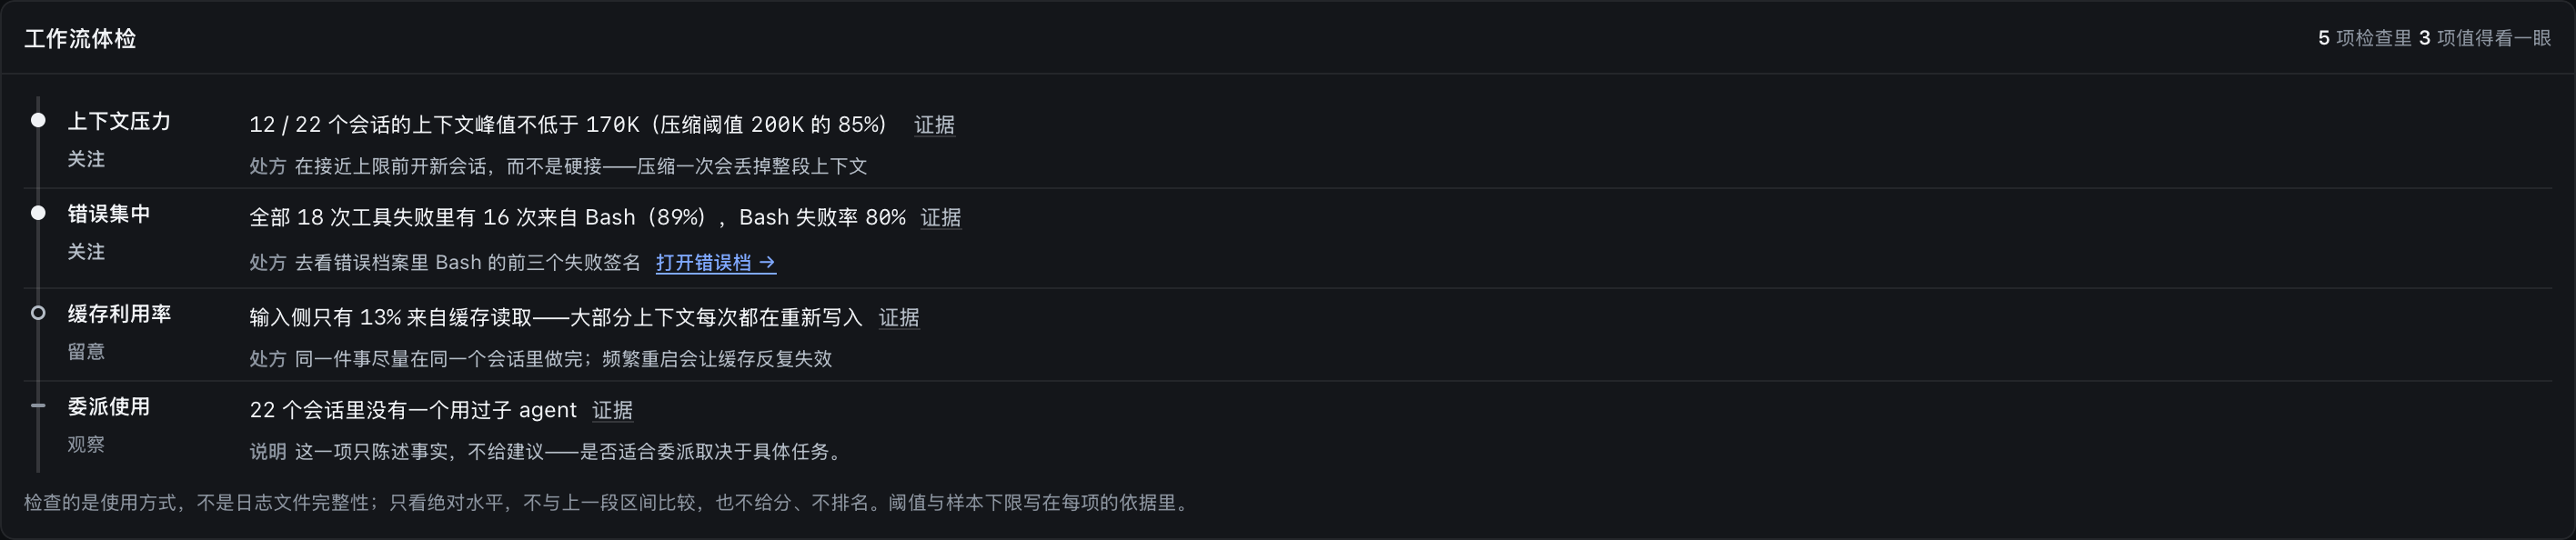 工作流体检
5 项检查里 3 项值得看一眼
上下文压力
12 / 22 个会话的上下文峰值不低于 170K（压缩阈值 200K 的 85%） 证据
关注
处方 在接近上限前开新会话，而不是硬接——压缩一次会丢掉整段上下文
错误集中
全部 18 次工具失败里有 16 次来自 Bash（89%），Bash 失败率 80% 证据
关注
处方 去看错误档案里 Bash 的前三个失败签名 打开错误档 →
缓存利用率
输入侧只有 13% 来自缓存读取——大部分上下文每次都在重新写入 证据
留意
处方 同一件事尽量在同一个会话里做完；频繁重启会让缓存反复失效
委派使用
22 个会话里没有一个用过子 agent 证据
观察
说明 这一项只陈述事实，不给建议——是否适合委派取决于具体任务。
检查的是使用方式，不是日志文件完整性；只看绝对水平，不与上一段区间比较，也不给分、不排名。阈值与样本下限写在每项的依据里。